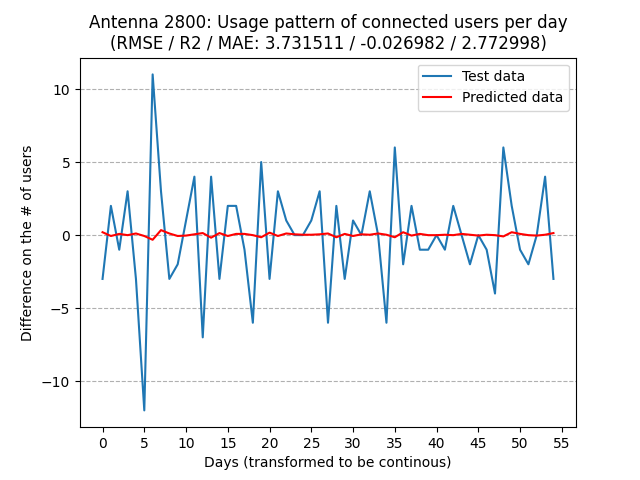 Antenna 2800: Usage pattern of connected users per day
(RMSE / R2 / MAE: 3.731511 / -0.026982 / 2.772998)
Test data
Predicted data
Difference on the # of users
10
5
0
−5
−10
0 5 10 15 20 25 30 35 40 45 50 55
Days (transformed to be continous)